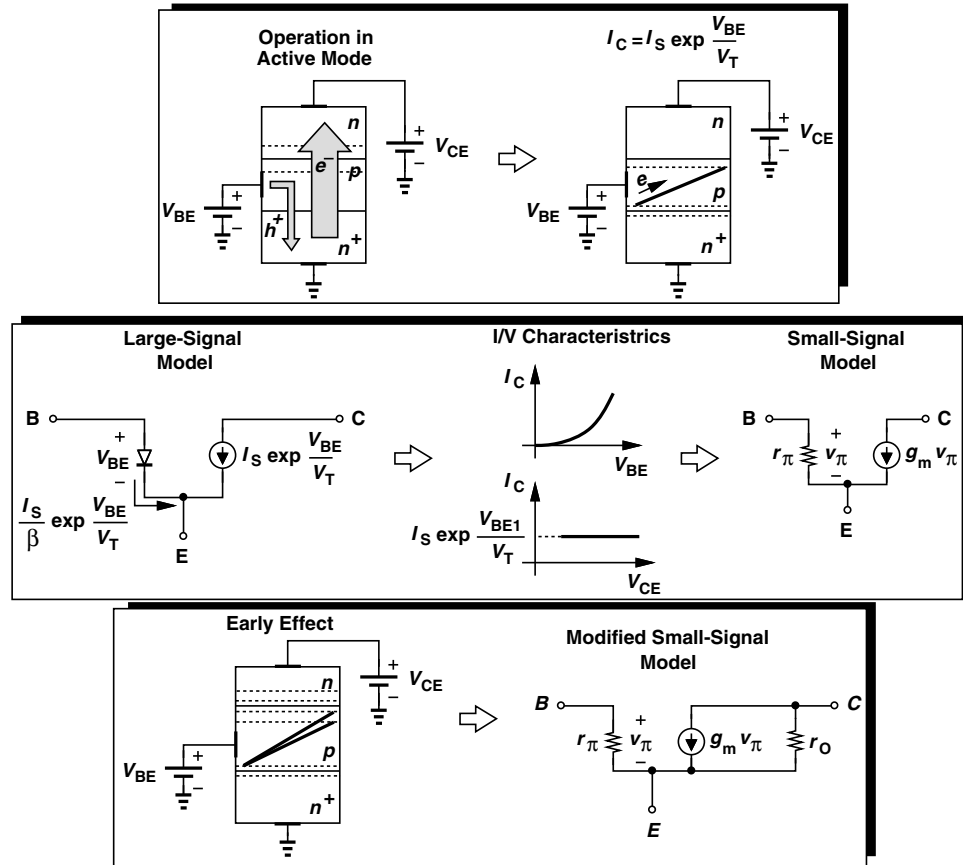 Operation in
Active Mode
n
e⁻
p
h⁺
n⁺
V_BE
+
−
V_CE
+
−
I_C = I_S exp V_BE / V_T
n
e
p
n⁺
V_BE
+
−
V_CE
+
−
Large-Signal
Model
B
C
+
V_BE
−
I_S exp V_BE / V_T
I_S / β exp V_BE / V_T
E
I/V Characteristrics
I_C
V_BE
I_C
I_S exp V_BE1 / V_T
V_CE
Small-Signal
Model
B
C
r_π
+
v_π
−
g_m v_π
E
Early Effect
n
p
n⁺
V_BE
+
−
V_CE
+
−
Modified Small-Signal
Model
B
C
r_π
+
v_π
−
g_m v_π
r_O
E